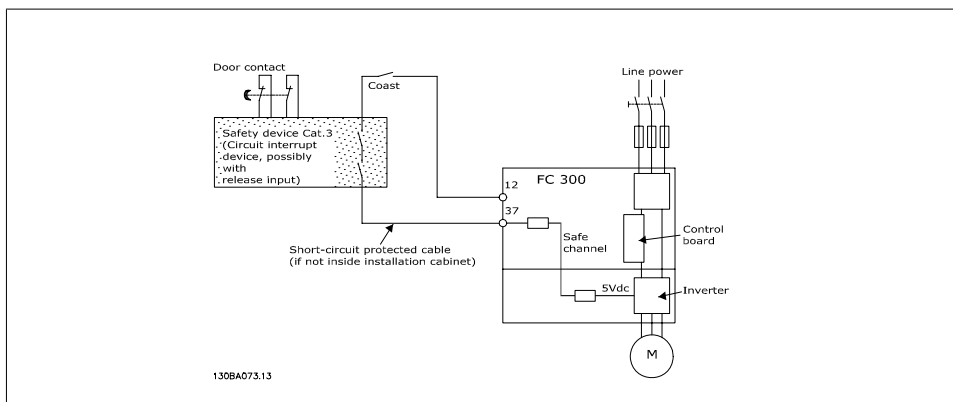 Door contact
Coast
Line power
Safety device Cat.3
(Circuit interrupt
device, possibly
with
release input)
12
FC 300
37
Safe
channel
Control
board
Short-circuit protected cable
(if not inside installation cabinet)
5Vdc
Inverter
M
130BA073.13